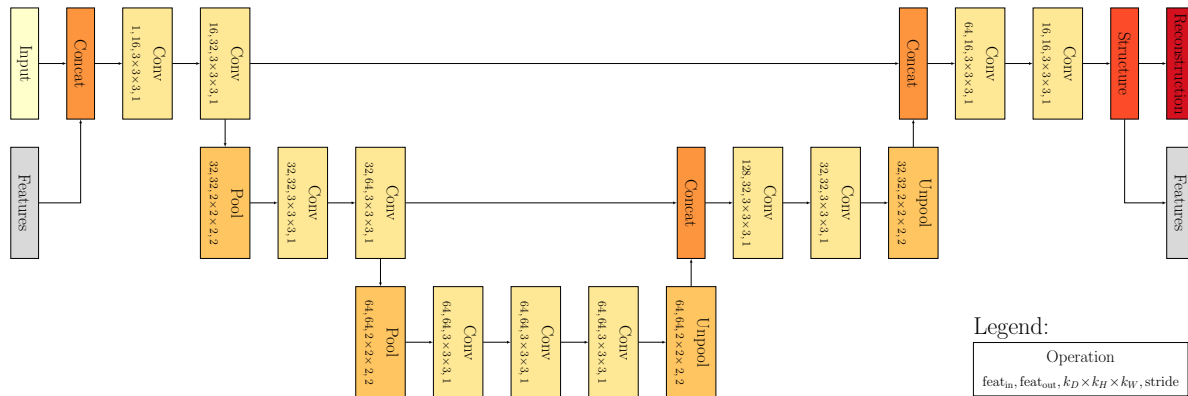 Input
Concat
Conv
1, 16, 3×3×3, 1
Conv
16, 32, 3×3×3, 1
Concat
Conv
64, 16, 3×3×3, 1
Conv
16, 16, 3×3×3, 1
Structure
Reconstruction
Features
Pool
32, 32, 2×2×2, 2
Conv
32, 32, 3×3×3, 1
Conv
32, 64, 3×3×3, 1
Concat
Conv
128, 32, 3×3×3, 1
Conv
32, 32, 3×3×3, 1
Unpool
32, 32, 2×2×2, 2
Features
Pool
64, 64, 2×2×2, 2
Conv
64, 64, 3×3×3, 1
Conv
64, 64, 3×3×3, 1
Conv
64, 64, 3×3×3, 1
Unpool
64, 64, 2×2×2, 2
Legend:
Operation
feat_in, feat_out, k_D×k_H×k_W, stride